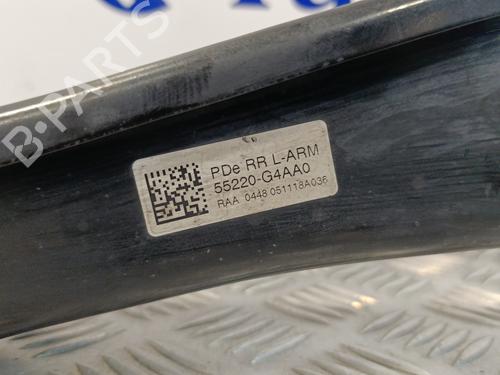 B-PARTS
PDe RR L-ARM
55220-G4AA0
RAA 0448 051118A036